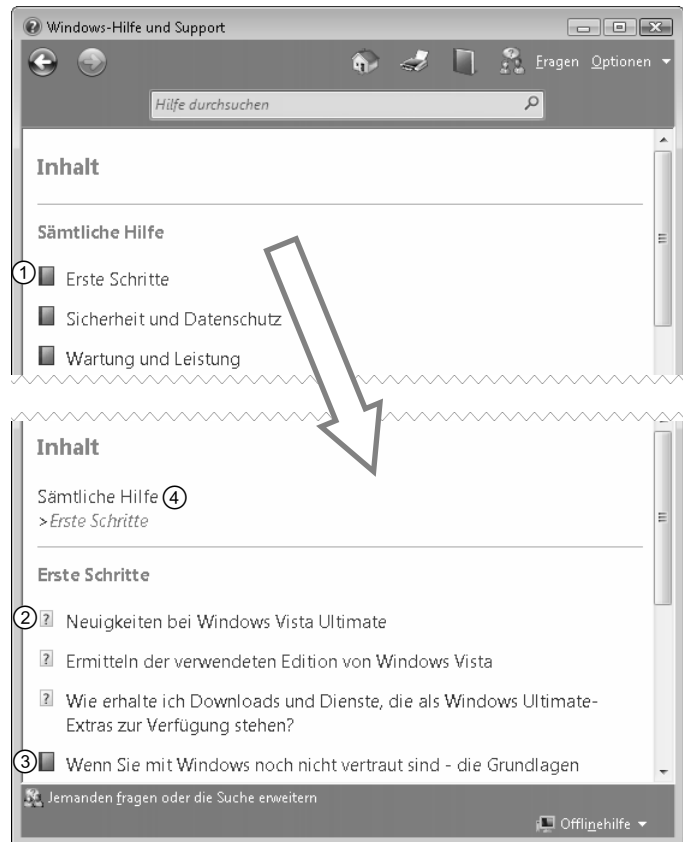 Windows-Hilfe und Support
Fragen Optionen
Hilfe durchsuchen
Inhalt
Sämtliche Hilfe
① Erste Schritte
Sicherheit und Datenschutz
Wartung und Leistung
Inhalt
Sämtliche Hilfe ④
>Erste Schritte
Erste Schritte
② Neuigkeiten bei Windows Vista Ultimate
Ermitteln der verwendeten Edition von Windows Vista
Wie erhalte ich Downloads und Dienste, die als Windows Ultimate-
Extras zur Verfügung stehen?
③ Wenn Sie mit Windows noch nicht vertraut sind - die Grundlagen
Jemanden fragen oder die Suche erweitern
Offlinehilfe